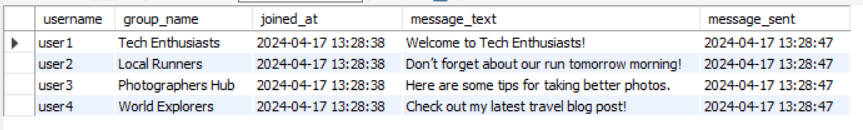 username group_name joined_at message_text message_sent
user1 Tech Enthusiasts 2024-04-17 13:28:38 Welcome to Tech Enthusiasts! 2024-04-17 13:28:47
user2 Local Runners 2024-04-17 13:28:38 Don't forget about our run tomorrow morning! 2024-04-17 13:28:47
user3 Photographers Hub 2024-04-17 13:28:38 Here are some tips for taking better photos. 2024-04-17 13:28:47
user4 World Explorers 2024-04-17 13:28:38 Check out my latest travel blog post! 2024-04-17 13:28:47